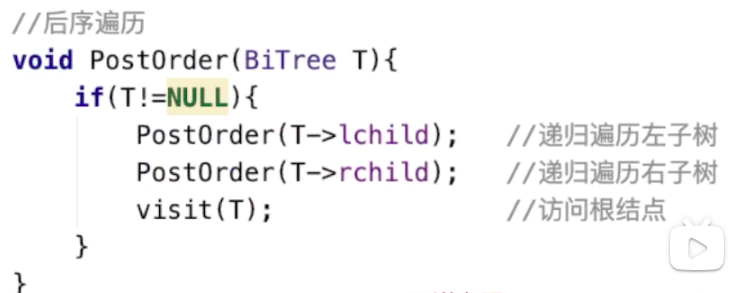 //后序遍历
void PostOrder(BiTree T){
    if(T!=NULL){
        PostOrder(T->lchild);   //递归遍历左子树
        PostOrder(T->rchild);   //递归遍历右子树
        visit(T);               //访问根结点
    }
}